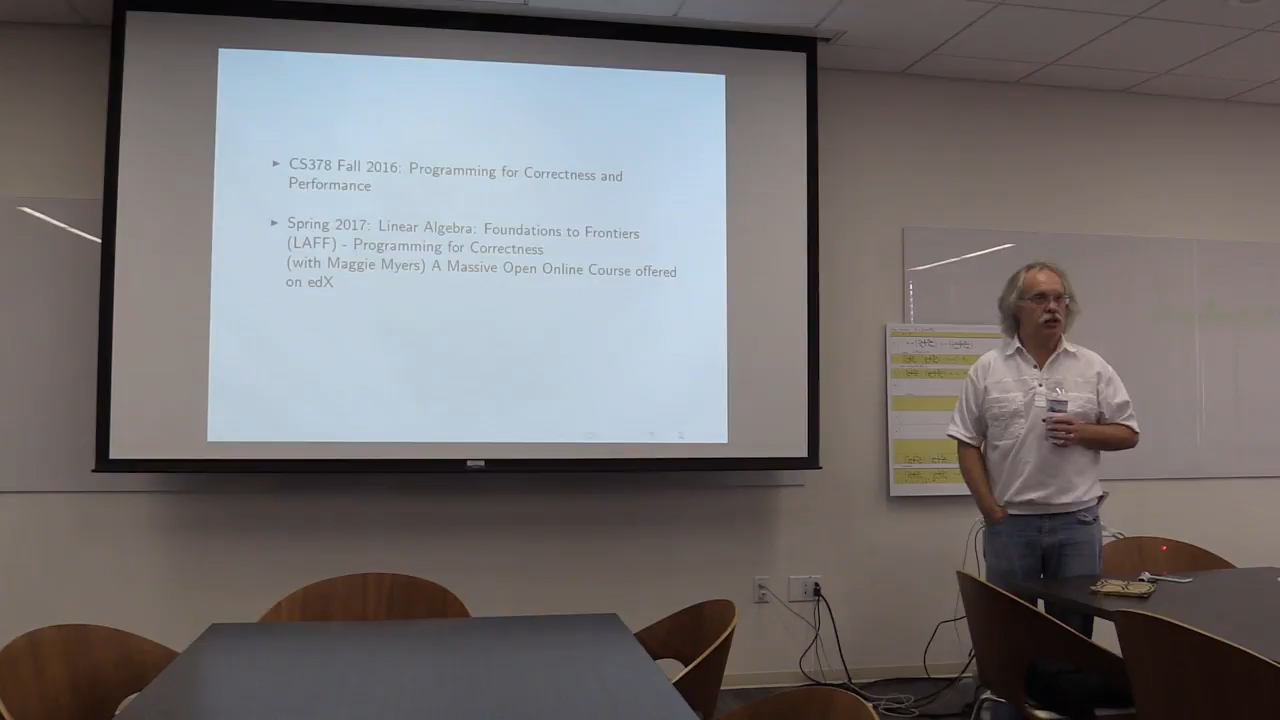 CS378 Fall 2016: Programming for Correctness and
Performance
Spring 2017: Linear Algebra: Foundations to Frontiers
(LAFF) - Programming for Correctness
(with Maggie Myers) A Massive Open Online Course offered
on edX